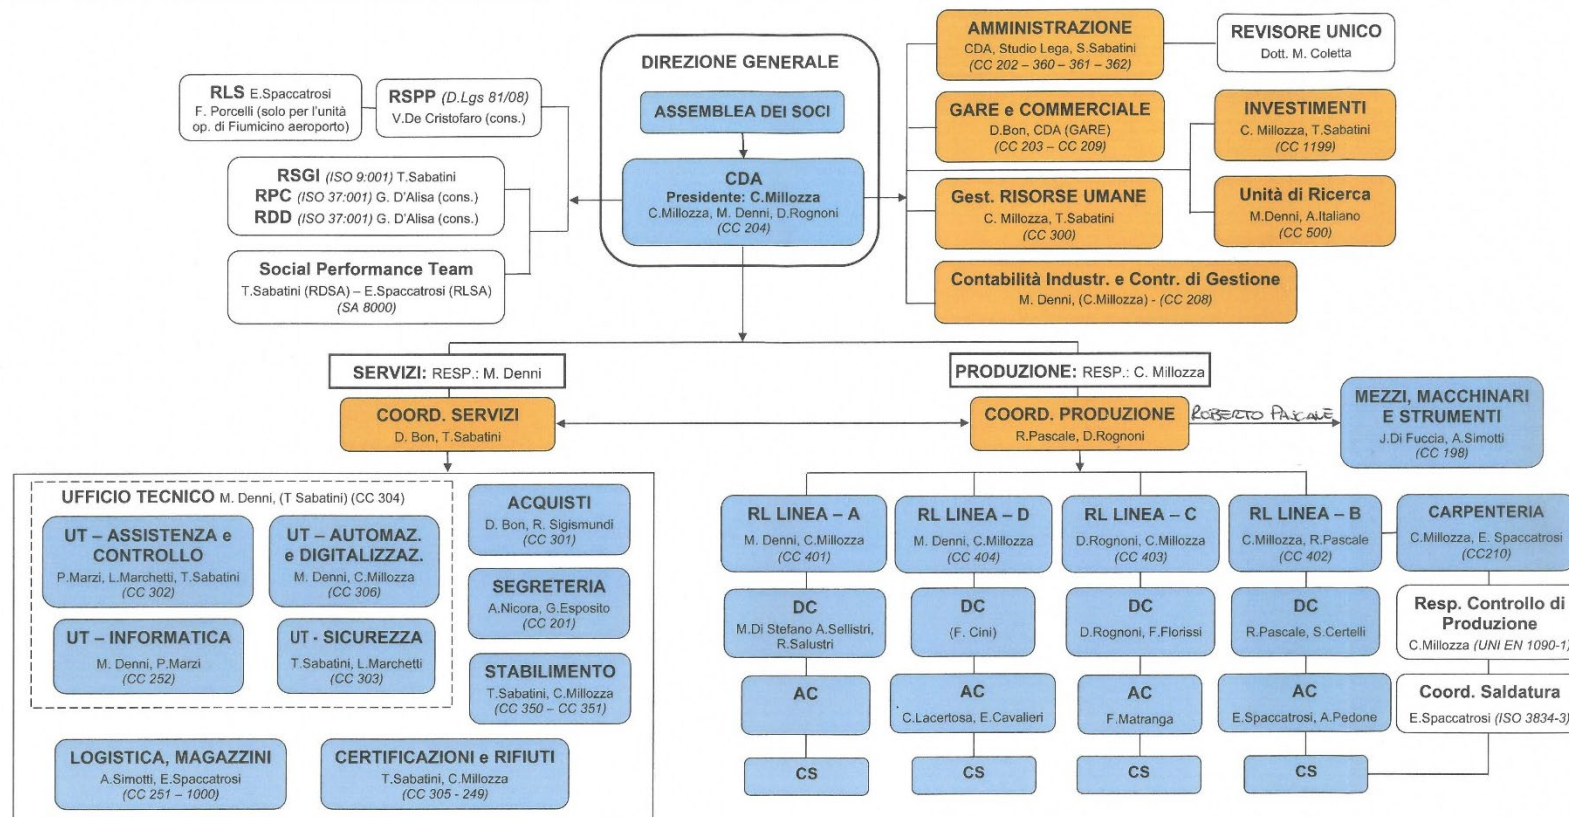 DIREZIONE GENERALE
ASSEMBLEA DEI SOCI
CDA
Presidente: C.Millozza
C.Millozza, M. Denni, D.Rognoni
(CC 204)
RLS E.Spaccatrosi
F. Porcelli (solo per l'unità
op. di Fiumicino aeroporto)
RSPP (D.Lgs 81/08)
V.De Cristofaro (cons.)
RSGI (ISO 9:001) T.Sabatini
RPC (ISO 37:001) G. D'Alisa (cons.)
RDD (ISO 37:001) G. D'Alisa (cons.)
Social Performance Team
T.Sabatini (RDSA) – E.Spaccatrosi (RLSA)
(SA 8000)
AMMINISTRAZIONE
CDA, Studio Lega, S.Sabatini
(CC 202 – 360 – 361 – 362)
REVISORE UNICO
Dott. M. Coletta
GARE e COMMERCIALE
D.Bon, CDA (GARE)
(CC 203 – CC 209)
INVESTIMENTI
C. Millozza, T.Sabatini
(CC 1199)
Gest. RISORSE UMANE
C. Millozza, T.Sabatini
(CC 300)
Unità di Ricerca
M.Denni, A.Italiano
(CC 500)
Contabilità Industr. e Contr. di Gestione
M. Denni, (C.Millozza) - (CC 208)
SERVIZI: RESP.: M. Denni
PRODUZIONE: RESP.: C. Millozza
COORD. SERVIZI
D. Bon, T.Sabatini
COORD. PRODUZIONE
R.Pascale, D.Rognoni
ROBERTO PASCALE
MEZZI, MACCHINARI
E STRUMENTI
J.Di Fuccia, A.Simotti
(CC 198)
UFFICIO TECNICO M. Denni, (T Sabatini) (CC 304)
UT – ASSISTENZA e
CONTROLLO
P.Marzi, L.Marchetti, T.Sabatini
(CC 302)
UT – AUTOMAZ.
e DIGITALIZZAZ.
M. Denni, C.Millozza
(CC 306)
UT – INFORMATICA
M. Denni, P.Marzi
(CC 252)
UT - SICUREZZA
T.Sabatini, L.Marchetti
(CC 303)
ACQUISTI
D. Bon, R. Sigismundi
(CC 301)
SEGRETERIA
A.Nicora, G.Esposito
(CC 201)
STABILIMENTO
T.Sabatini, C.Millozza
(CC 350 – CC 351)
LOGISTICA, MAGAZZINI
A.Simotti, E.Spaccatrosi
(CC 251 – 1000)
CERTIFICAZIONI e RIFIUTI
T.Sabatini, C.Millozza
(CC 305 - 249)
RL LINEA – A
M. Denni, C.Millozza
(CC 401)
RL LINEA – D
M. Denni, C.Millozza
(CC 404)
RL LINEA – C
D.Rognoni, C.Millozza
(CC 403)
RL LINEA – B
C.Millozza, R.Pascale
(CC 402)
CARPENTERIA
C.Millozza, E. Spaccatrosi
(CC210)
DC
M.Di Stefano A.Sellistri,
R.Salustri
DC
(F. Cini)
DC
D.Rognoni, F.Florissi
DC
R.Pascale, S.Certelli
Resp. Controllo di
Produzione
C.Millozza (UNI EN 1090-1)
AC
AC
C.Lacertosa, E.Cavalieri
AC
F.Matranga
AC
E.Spaccatrosi, A.Pedone
Coord. Saldatura
E.Spaccatrosi (ISO 3834-3)
CS
CS
CS
CS